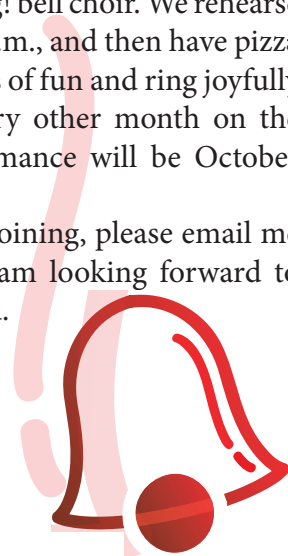 ! bell choir. We rehearse
.m., and then have pizza
s of fun and ring joyfully
ry other month on the
mance will be Octobe
oining, please email me
am looking forward to
.